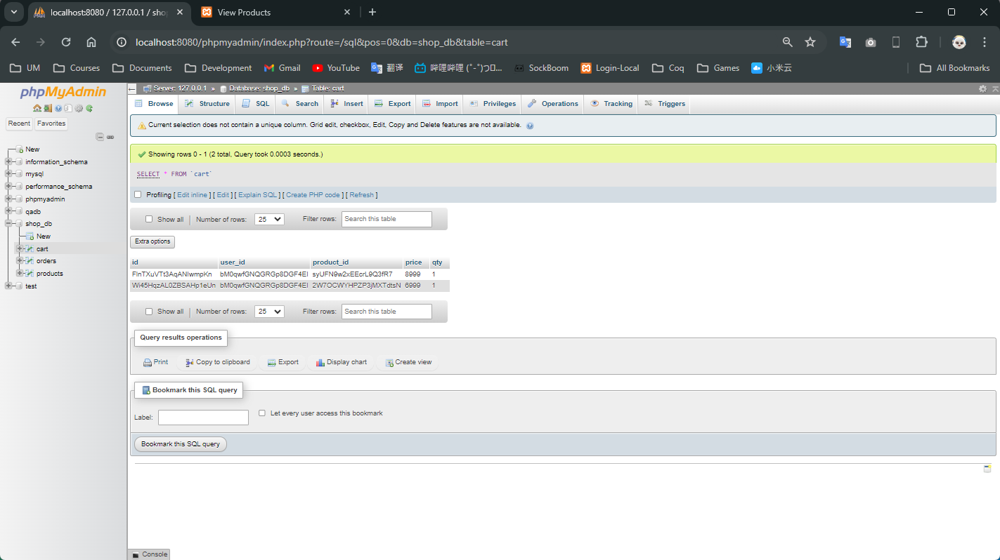 localhost:8080 / 127.0.0.1 / sho
View Products
localhost:8080/phpmyadmin/index.php?route=/sql&pos=0&db=shop_db&table=cart
UM Courses Documents Development Gmail YouTube 翻译 哔哩哔哩 (゜-゜)つロ... SockBoom Login-Local Coq Games 小米云 All Bookmarks
phpMyAdmin
Recent Favorites
New
information_schema
mysql
performance_schema
phpmyadmin
qadb
shop_db
New
cart
orders
products
test
Server: 127.0.0.1 » Database: shop_db » Table: cart
Browse Structure SQL Search Insert Export Import Privileges Operations Tracking Triggers
Current selection does not contain a unique column. Grid edit, checkbox, Edit, Copy and Delete features are not available.
Showing rows 0 - 1 (2 total, Query took 0.0003 seconds.)
SELECT * FROM `cart`
Profiling [ Edit inline ] [ Edit ] [ Explain SQL ] [ Create PHP code ] [ Refresh ]
Show all Number of rows: 25 Filter rows: Search this table
Extra options
id user_id product_id price qty
8999 1
6999 1
Show all Number of rows: 25 Filter rows: Search this table
Query results operations
Print Copy to clipboard Export Display chart Create view
Bookmark this SQL query
Label: Let every user access this bookmark
Bookmark this SQL query
Console